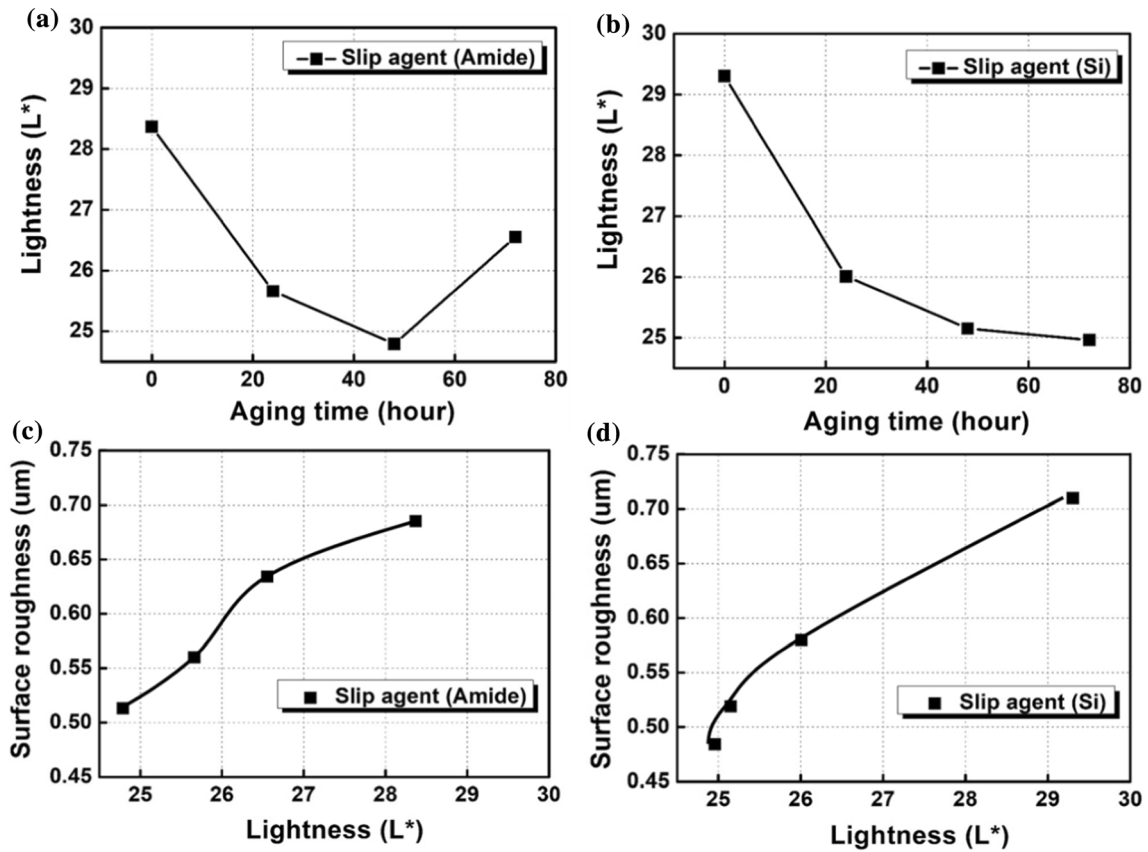 (a)
30
29
28
27
26
25
Lightness (L*)
Slip agent (Amide)
0 20 40 60 80
Aging time (hour)
(b)
30
29
28
27
26
25
Lightness (L*)
Slip agent (Si)
0 20 40 60 80
Aging time (hour)
(c)
0.75
0.70
0.65
0.60
0.55
0.50
0.45
Surface roughness (um)
Slip agent (Amide)
25 26 27 28 29 30
Lightness (L*)
(d)
0.75
0.70
0.65
0.60
0.55
0.50
0.45
Surface roughness (um)
Slip agent (Si)
25 26 27 28 29 30
Lightness (L*)